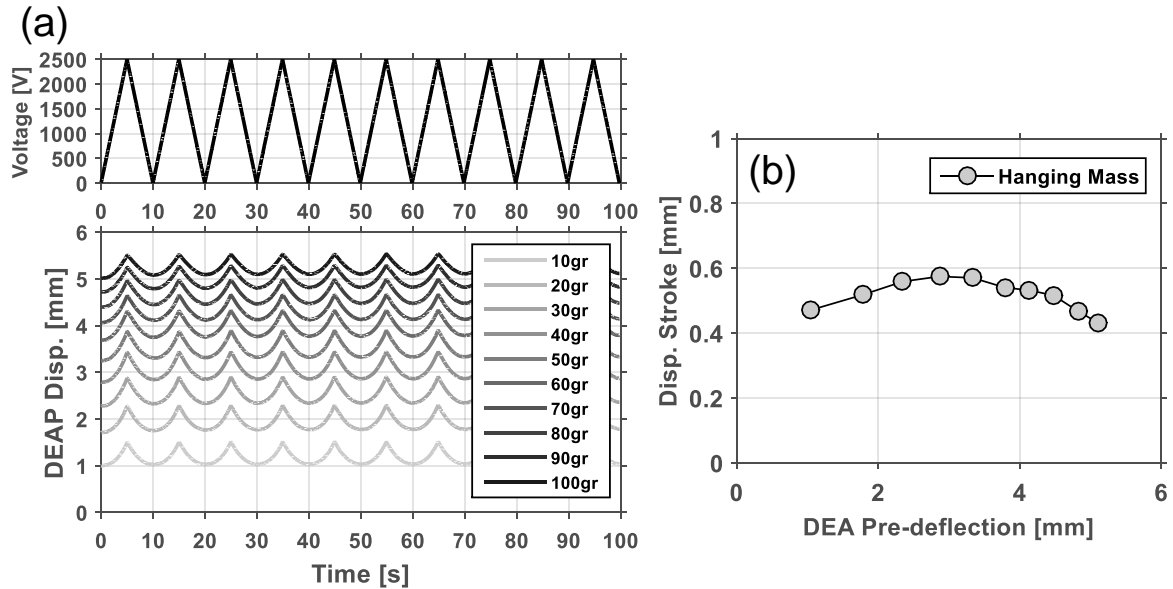 (a)
Voltage [V]
2500
2000
1500
1000
500
0
0 10 20 30 40 50 60 70 80 90 100
DEAP Disp. [mm]
6
5
4
3
2
1
0
10gr
20gr
30gr
40gr
50gr
60gr
70gr
80gr
90gr
100gr
0 10 20 30 40 50 60 70 80 90 100
Time [s]
(b)
Hanging Mass
Disp. Stroke [mm]
1
0.8
0.6
0.4
0.2
0
0 2 4 6
DEA Pre-deflection [mm]